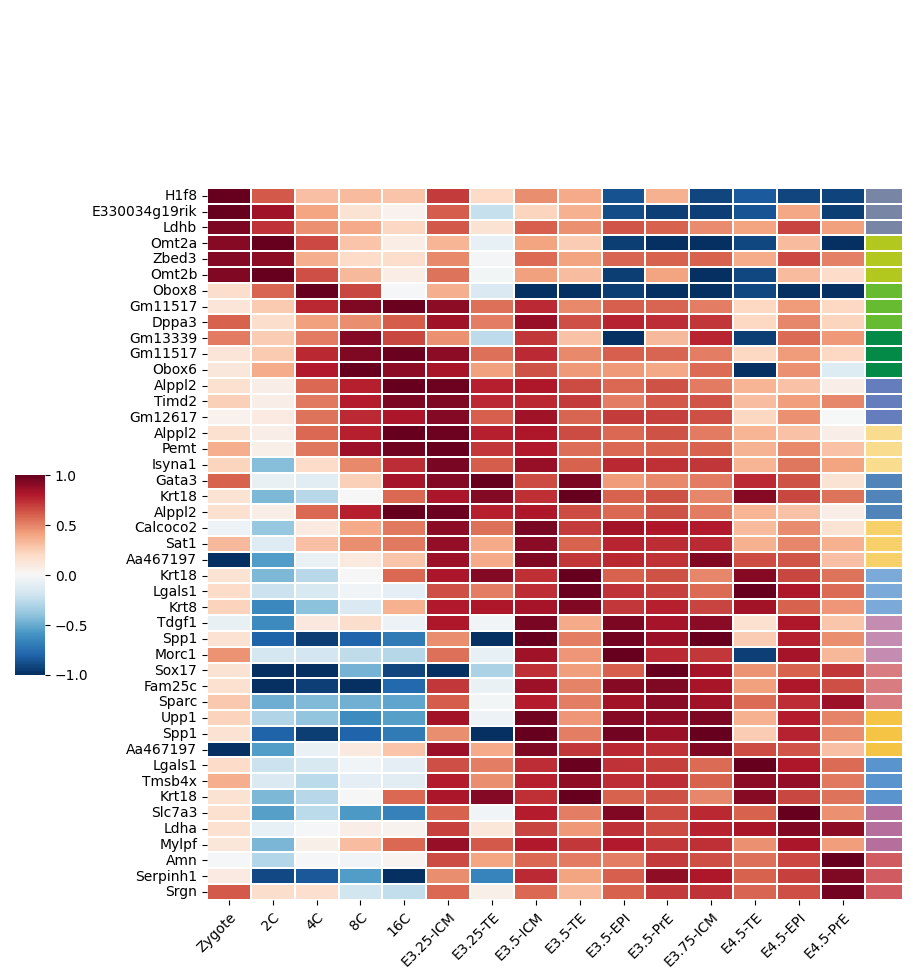 H1f8
E330034g19rik
Ldhb
Omt2a
Zbed3
Omt2b
Obox8
Gm11517
Dppa3
Gm13339
Gm11517
Obox6
Alppl2
Timd2
Gm12617
Alppl2
Pemt
Isyna1
Gata3
Krt18
Alppl2
Calcoco2
Sat1
Aa467197
Krt18
Lgals1
Krt8
Tdgf1
Spp1
Morc1
Sox17
Fam25c
Sparc
Upp1
Spp1
Aa467197
Lgals1
Tmsb4x
Krt18
Slc7a3
Ldha
Mylpf
Amn
Serpinh1
Srgn
1.0
0.5
0.0
−0.5
−1.0
Zygote
2C
4C
8C
16C
E3.25-ICM
E3.25-TE
E3.5-ICM
E3.5-TE
E3.5-EPI
E3.5-PrE
E3.75-ICM
E4.5-TE
E4.5-EPI
E4.5-PrE